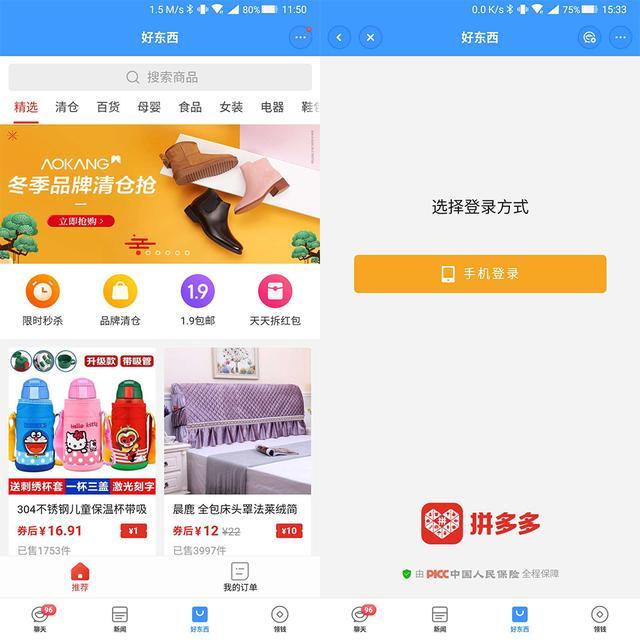 1.5 M/s 80% 11:50
好东西
搜索商品
精选 清仓 百货 母婴 食品 女装 电器 鞋包
AOKANG
冬季品牌清仓抢
立即抢购
限时秒杀 品牌清仓 1.9 1.9包邮 天天拆红包
升级款 带吸管
hello kitty
送刺绣杯套 一杯三盖 激光刻字
304不锈钢儿童保温杯带吸
券后 ¥16.91 ¥1
已售1753件
晨鹿 全包床头罩法莱绒简
券后 ¥12 ¥22 ¥10
已售3997件
推荐 我的订单
96
聊天 新闻 好东西 领钱
0.0 K/s 75% 15:33
好东西
选择登录方式
手机登录
拼
拼多多
由 PICC 中国人民保险 全程保障
96
聊天 新闻 好东西 领钱